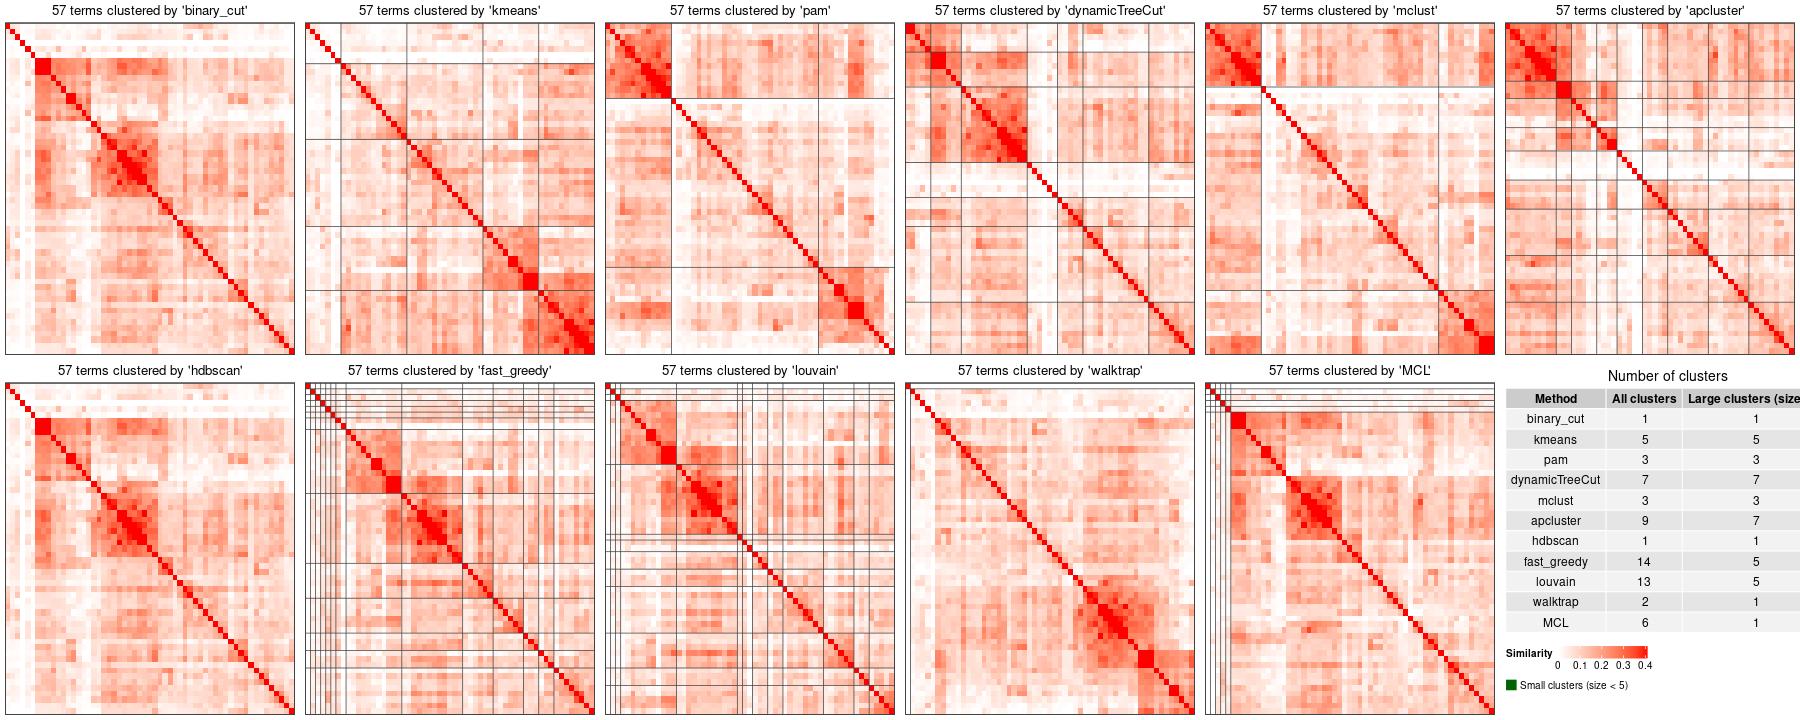 57 terms clustered by 'binary_cut'
57 terms clustered by 'kmeans'
57 terms clustered by 'pam'
57 terms clustered by 'dynamicTreeCut'
57 terms clustered by 'mclust'
57 terms clustered by 'apcluster'
57 terms clustered by 'hdbscan'
57 terms clustered by 'fast_greedy'
57 terms clustered by 'louvain'
57 terms clustered by 'walktrap'
57 terms clustered by 'MCL'
Number of clusters
Method All clusters Large clusters (size
binary_cut 1 1
kmeans 5 5
pam 3 3
dynamicTreeCut 7 7
mclust 3 3
apcluster 9 7
hdbscan 1 1
fast_greedy 14 5
louvain 13 5
walktrap 2 1
MCL 6 1
Similarity
0 0.1 0.2 0.3 0.4
Small clusters (size < 5)